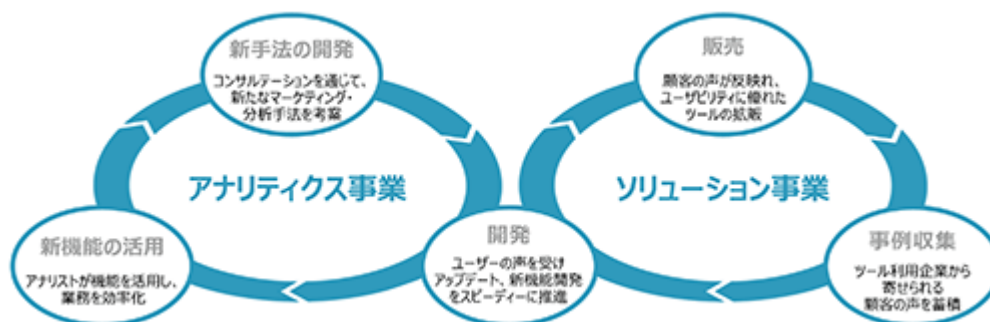 新手法の開発
コンサルテーションを通じて、
新たなマーケティング・
分析手法を考案
販売
顧客の声が反映れ、
ユーザビリティに優れた
ツールの拡販
アナリティクス事業
ソリューション事業
新機能の活用
アナリストが機能を活用し、
業務を効率化
開発
ユーザーの声を受け
アップデート、新機能開発
をスピーディーに推進
事例収集
ツール利用企業から
寄せられる
顧客の声を蓄積